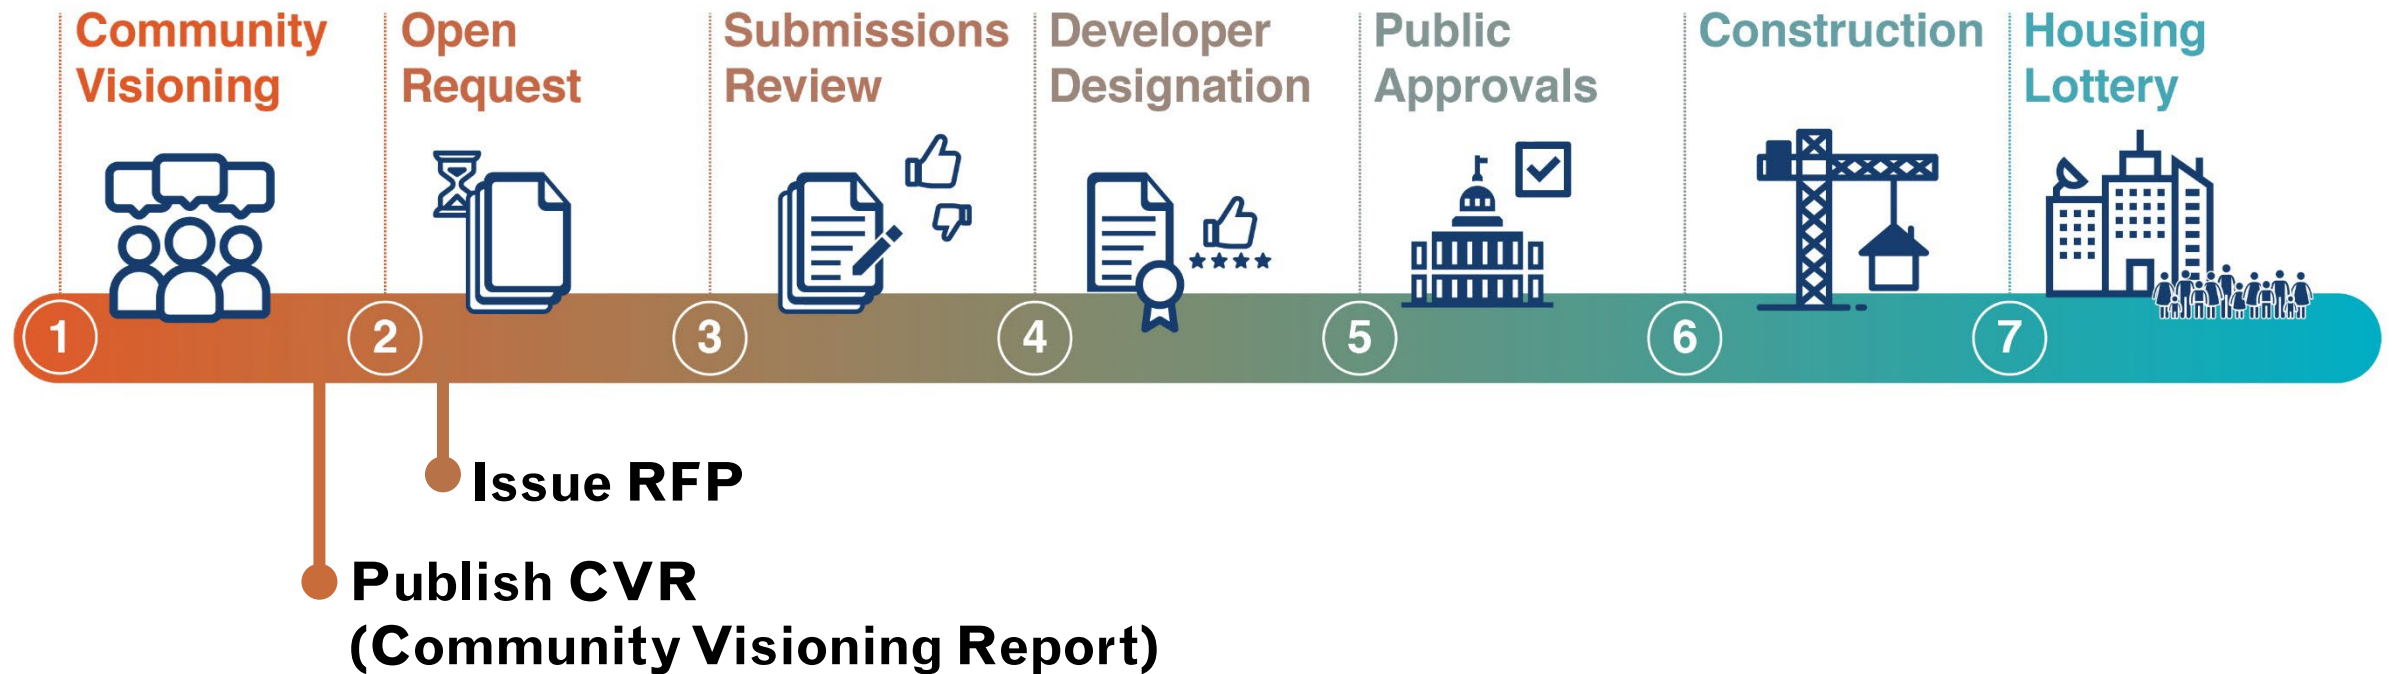 Community
Visioning
Open
Request
Submissions
Review
Developer
Designation
Public
Approvals
Construction
Housing
Lottery
1
2
3
4
5
6
7
Issue RFP
Publish CVR
(Community Visioning Report)